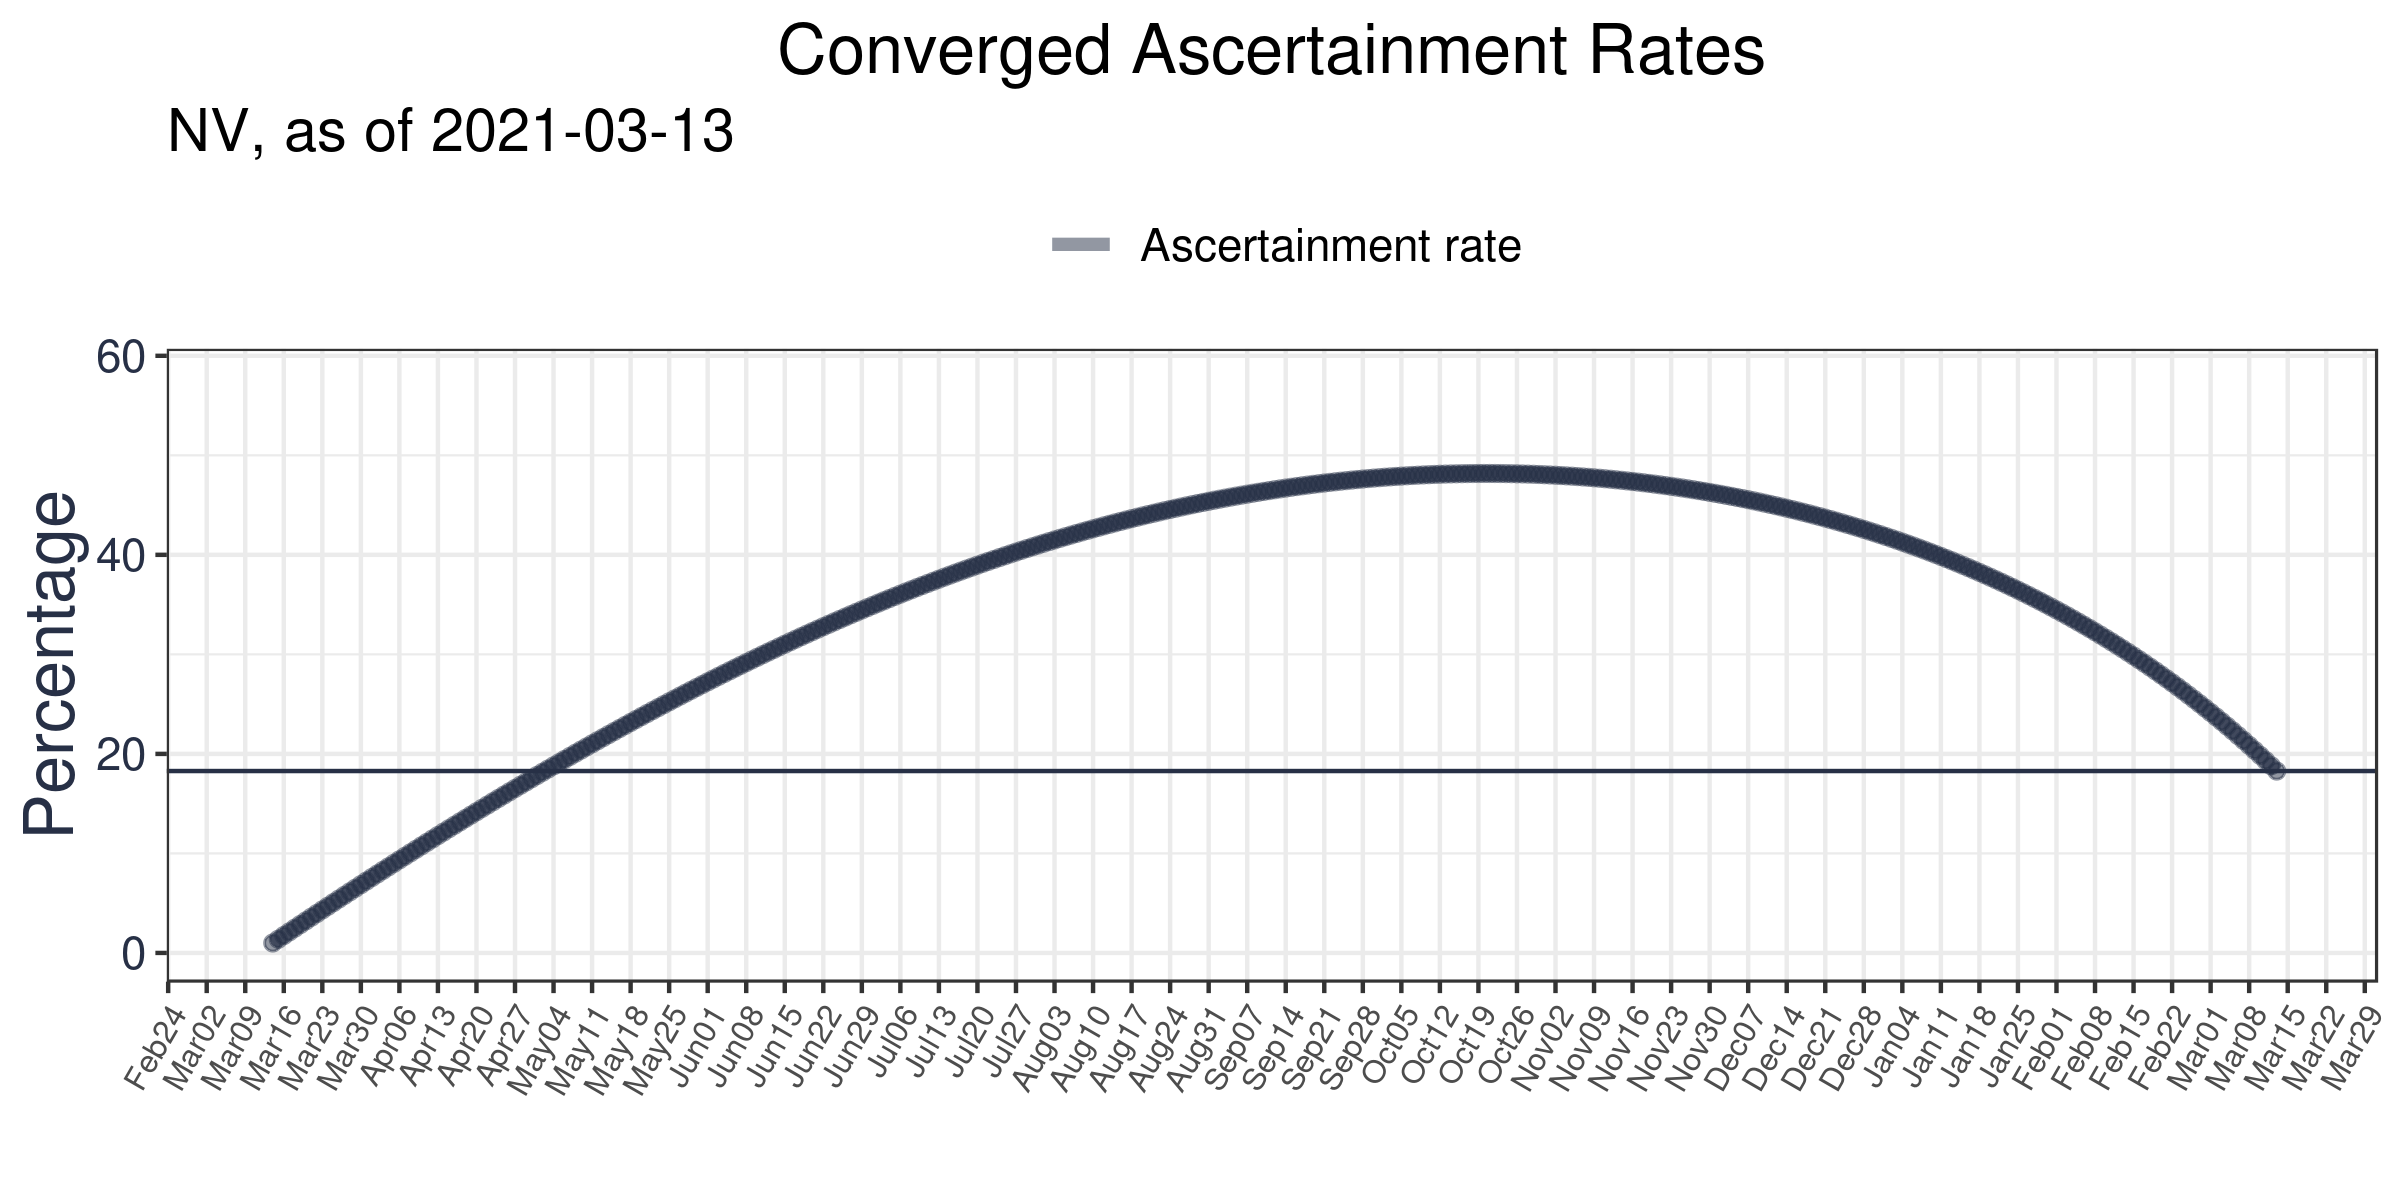 Converged Ascertainment Rates
NV, as of 2021-03-13
Ascertainment rate
Percentage
60
40
20
0
Feb24 Mar02 Mar09 Mar16 Mar23 Mar30 Apr06 Apr13 Apr20 Apr27 May04 May11 May18 May25 Jun01 Jun08 Jun15 Jun22 Jun29 Jul06 Jul13 Jul20 Jul27 Aug03 Aug10 Aug17 Aug24 Aug31 Sep07 Sep14 Sep21 Sep28 Oct05 Oct12 Oct19 Oct26 Nov02 Nov09 Nov16 Nov23 Nov30 Dec07 Dec14 Dec21 Dec28 Jan04 Jan11 Jan18 Jan25 Feb01 Feb08 Feb15 Feb22 Mar01 Mar08 Mar15 Mar22 Mar29